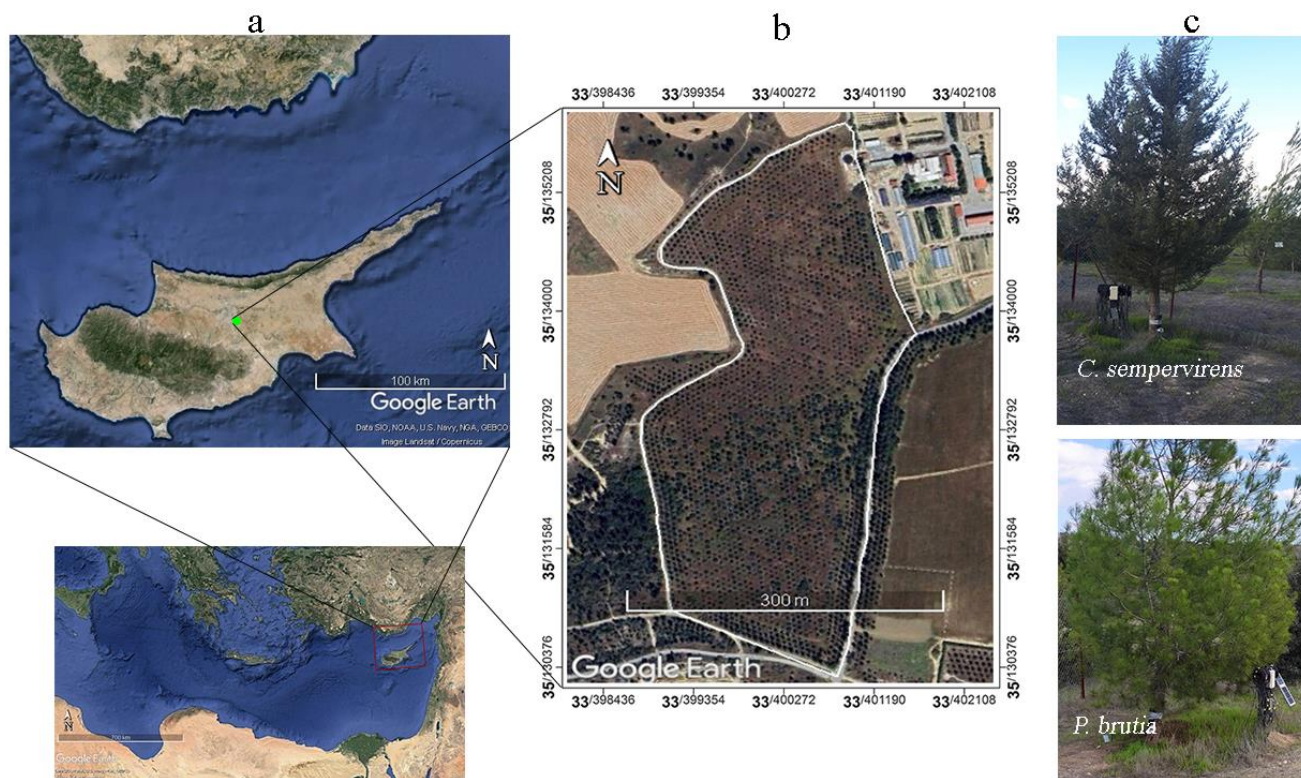 a
b
c
N
100 km
Google Earth
Data SIO, NOAA, U.S. Navy, NGA, GEBCO
Image Landsat / Copernicus
N
Google Earth
33/398436 33/399354 33/400272 33/401190 33/402108
35/135208
35/134000
35/132792
35/131584
35/130376
N
300 m
Google Earth
35/135208
35/134000
35/132792
35/131584
35/130376
33/398436 33/399354 33/400272 33/401190 33/402108
C. sempervirens
P. brutia